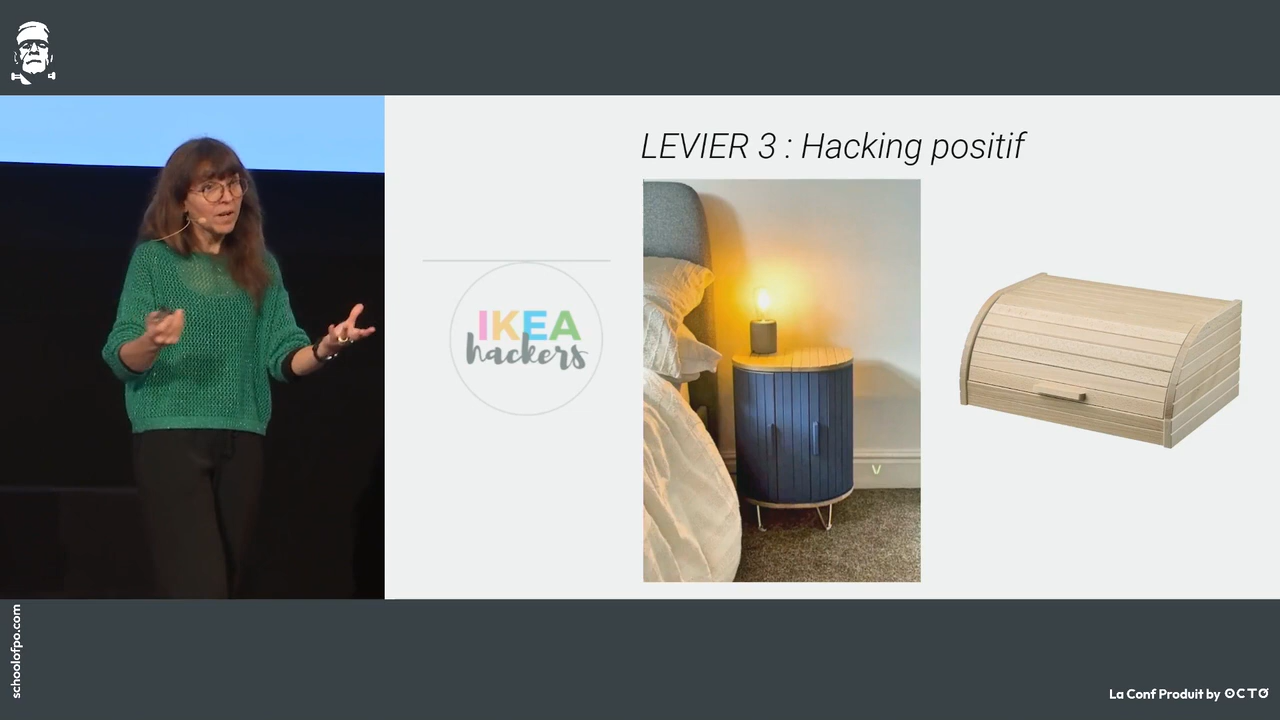 LEVIER 3 : Hacking positif
IKEA
hackers
schoolofpo.com
La Conf Produit by OCTO